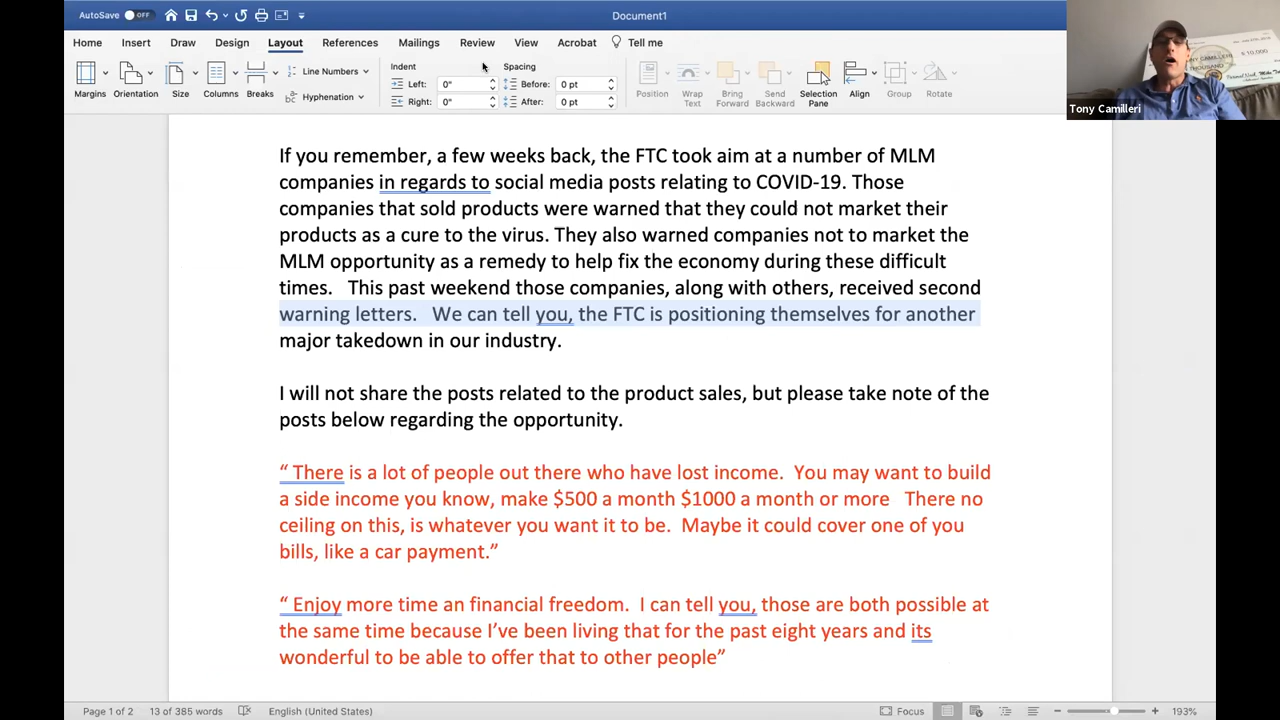 AutoSave OFF
Document1
Home Insert Draw Design Layout References Mailings Review View Acrobat Tell me
Margins
Orientation
Size
Columns
Breaks
Line Numbers
Hyphenation
Indent
Left: 0"
Right: 0"
Spacing
Before: 0 pt
After: 0 pt
Position
Wrap Text
Bring Forward
Send Backward
Selection Pane
Align
Group
Rotate
$10,000
THOUSAND
Tony Camilleri
If you remember, a few weeks back, the FTC took aim at a number of MLM
companies in regards to social media posts relating to COVID-19. Those
companies that sold products were warned that they could not market their
products as a cure to the virus. They also warned companies not to market the
MLM opportunity as a remedy to help fix the economy during these difficult
times. This past weekend those companies, along with others, received second
warning letters. We can tell you, the FTC is positioning themselves for another
major takedown in our industry.
I will not share the posts related to the product sales, but please take note of the
posts below regarding the opportunity.
“ There is a lot of people out there who have lost income. You may want to build
a side income you know, make $500 a month $1000 a month or more There no
ceiling on this, is whatever you want it to be. Maybe it could cover one of you
bills, like a car payment.”
“ Enjoy more time an financial freedom. I can tell you, those are both possible at
the same time because I’ve been living that for the past eight years and its
wonderful to be able to offer that to other people”
Page 1 of 2 13 of 385 words English (United States) Focus 193%